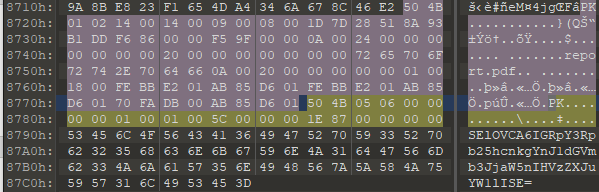 8710h: 9A 8B E8 23 F1 65 4D A4 34 6A 67 8C 46 E2 50 4B š‹è#ñeM¤4jgŒFâPK
8720h: 01 02 14 00 14 00 09 00 08 00 1D 7D 28 51 8A 93 ...........}(QŠ“
8730h: B1 DD F6 86 00 00 F5 9F 00 00 0A 00 24 00 00 00 ±Ýö†..õŸ....$...
8740h: 00 00 00 00 20 00 00 00 00 00 00 00 72 65 70 6F .... .......repo
8750h: 72 74 2E 70 64 66 0A 00 20 00 00 00 00 00 01 00 rt.pdf.. .......
8760h: 18 00 FE BB E2 01 AB 85 D6 01 FE BB E2 01 AB 85 ..þ»â.«…Ö.þ»â.«…
8770h: D6 01 70 FA DB 00 AB 85 D6 01 50 4B 05 06 00 00 Ö.púÛ.«…Ö.PK....
8780h: 00 00 01 00 01 00 5C 00 00 00 1E 87 00 00 00 00 ......\....‡....
8790h: 53 45 6C 4F 56 43 41 36 49 47 52 70 59 33 52 70 SElOVCA6IGRpY3Rp
87A0h: 62 32 35 68 63 6E 6B 67 59 6E 4A 31 64 47 56 6D b25hcnkgYnJ1dGVm
87B0h: 62 33 4A 6A 61 57 35 6E 49 48 56 7A 5A 58 4A 75 b3JjaW5nIHVzZXJu
87C0h: 59 57 31 6C 49 53 45 3D YW1lISE=